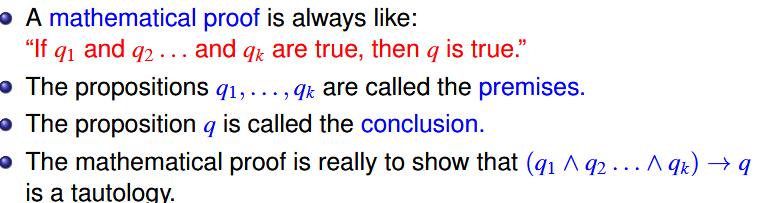 A mathematical proof is always like:
“If q₁ and q₂ … and qₖ are true, then q is true.”
The propositions q₁, …, qₖ are called the premises.
The proposition q is called the conclusion.
The mathematical proof is really to show that (q₁ ∧ q₂ … ∧ qₖ) → q
is a tautology.